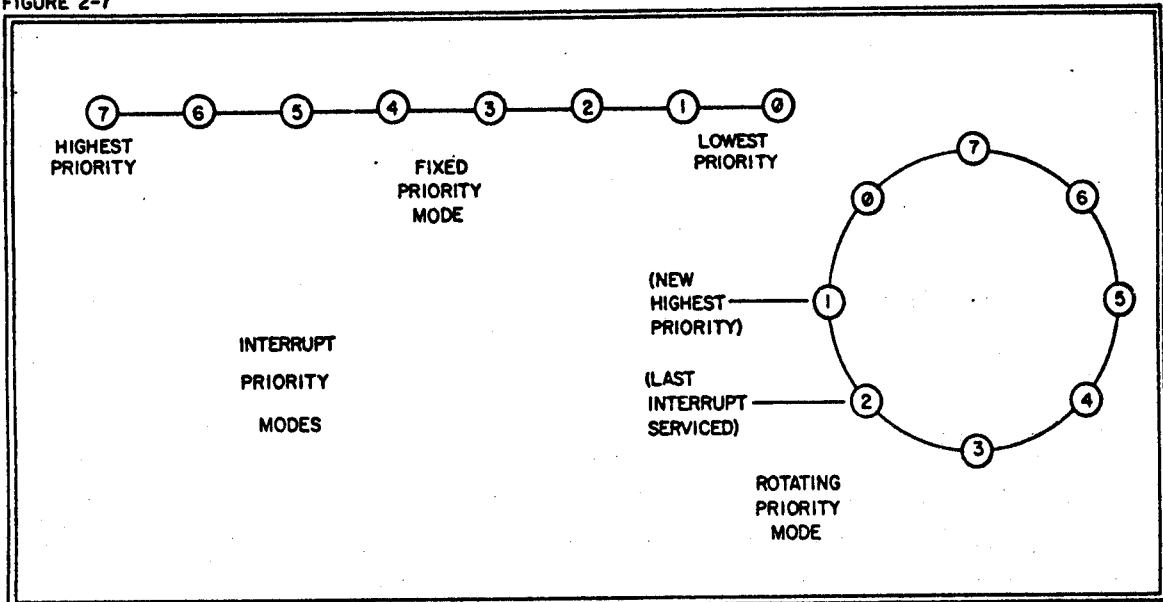 FIGURE 2-7
7 6 5 4 3 2 1 0
HIGHEST
PRIORITY
LOWEST
PRIORITY
FIXED
PRIORITY
MODE
7
0
6
(NEW
HIGHEST
PRIORITY)
1
5
INTERRUPT
PRIORITY
MODES
(LAST
INTERRUPT
SERVICED)
2
4
3
ROTATING
PRIORITY
MODE